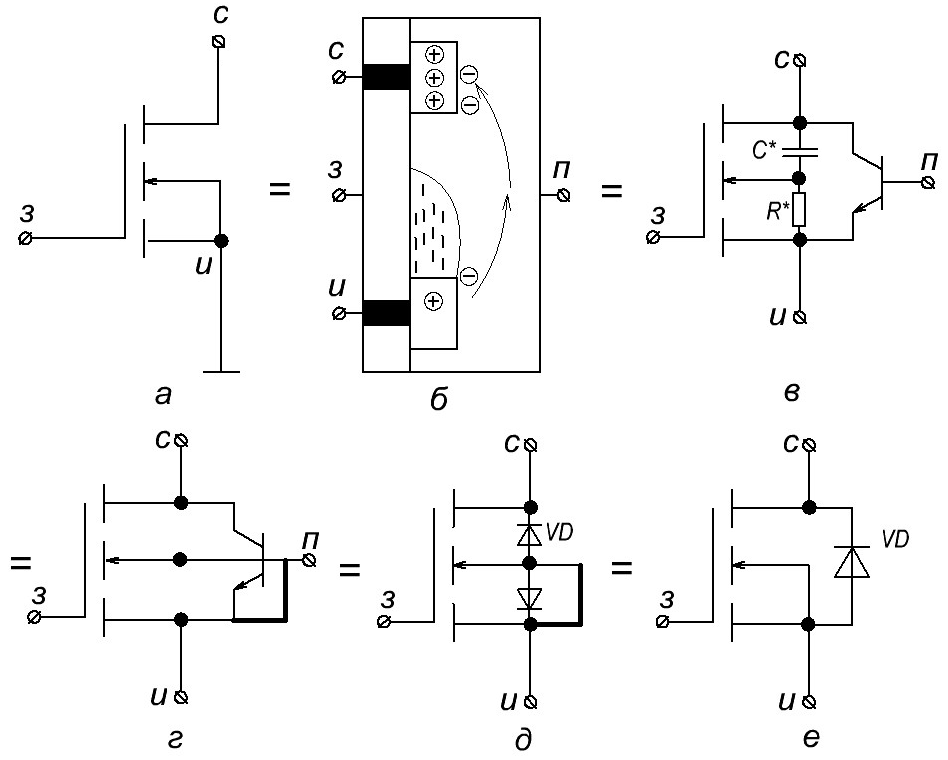 с
з
и
а
=
с
з
и
п
б
=
с
C*
R*
з
п
и
в
=
с
з
п
и
г
=
с
VD
з
и
д
=
с
VD
з
и
е